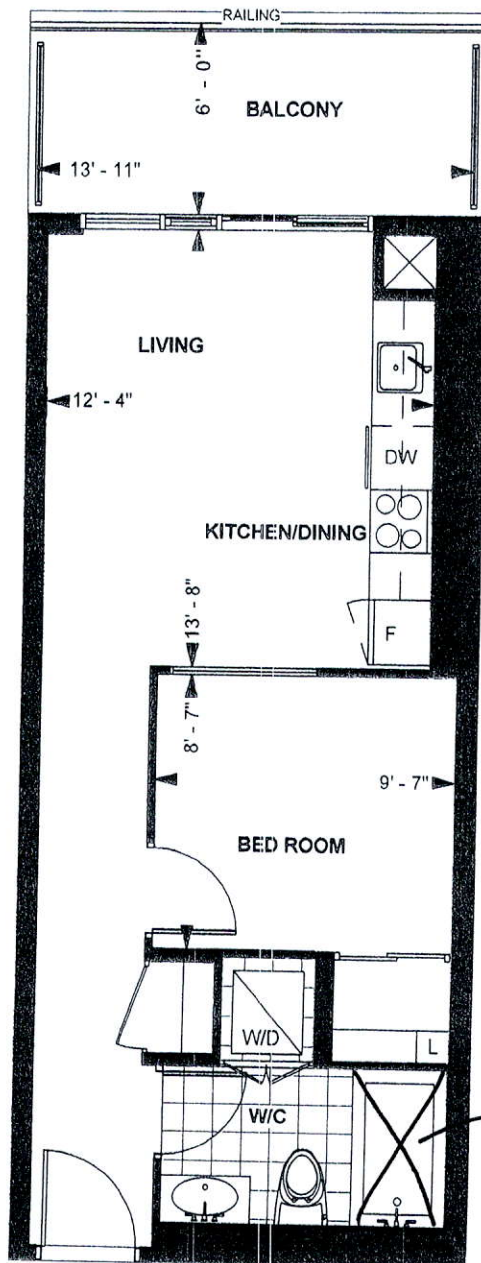 RAILING
6' - 0"
BALCONY
13' - 11"
LIVING
12' - 4"
DW
KITCHEN/DINING
13' - 8"
F
8' - 7"
9' - 7"
BED ROOM
W/D
L
W/C